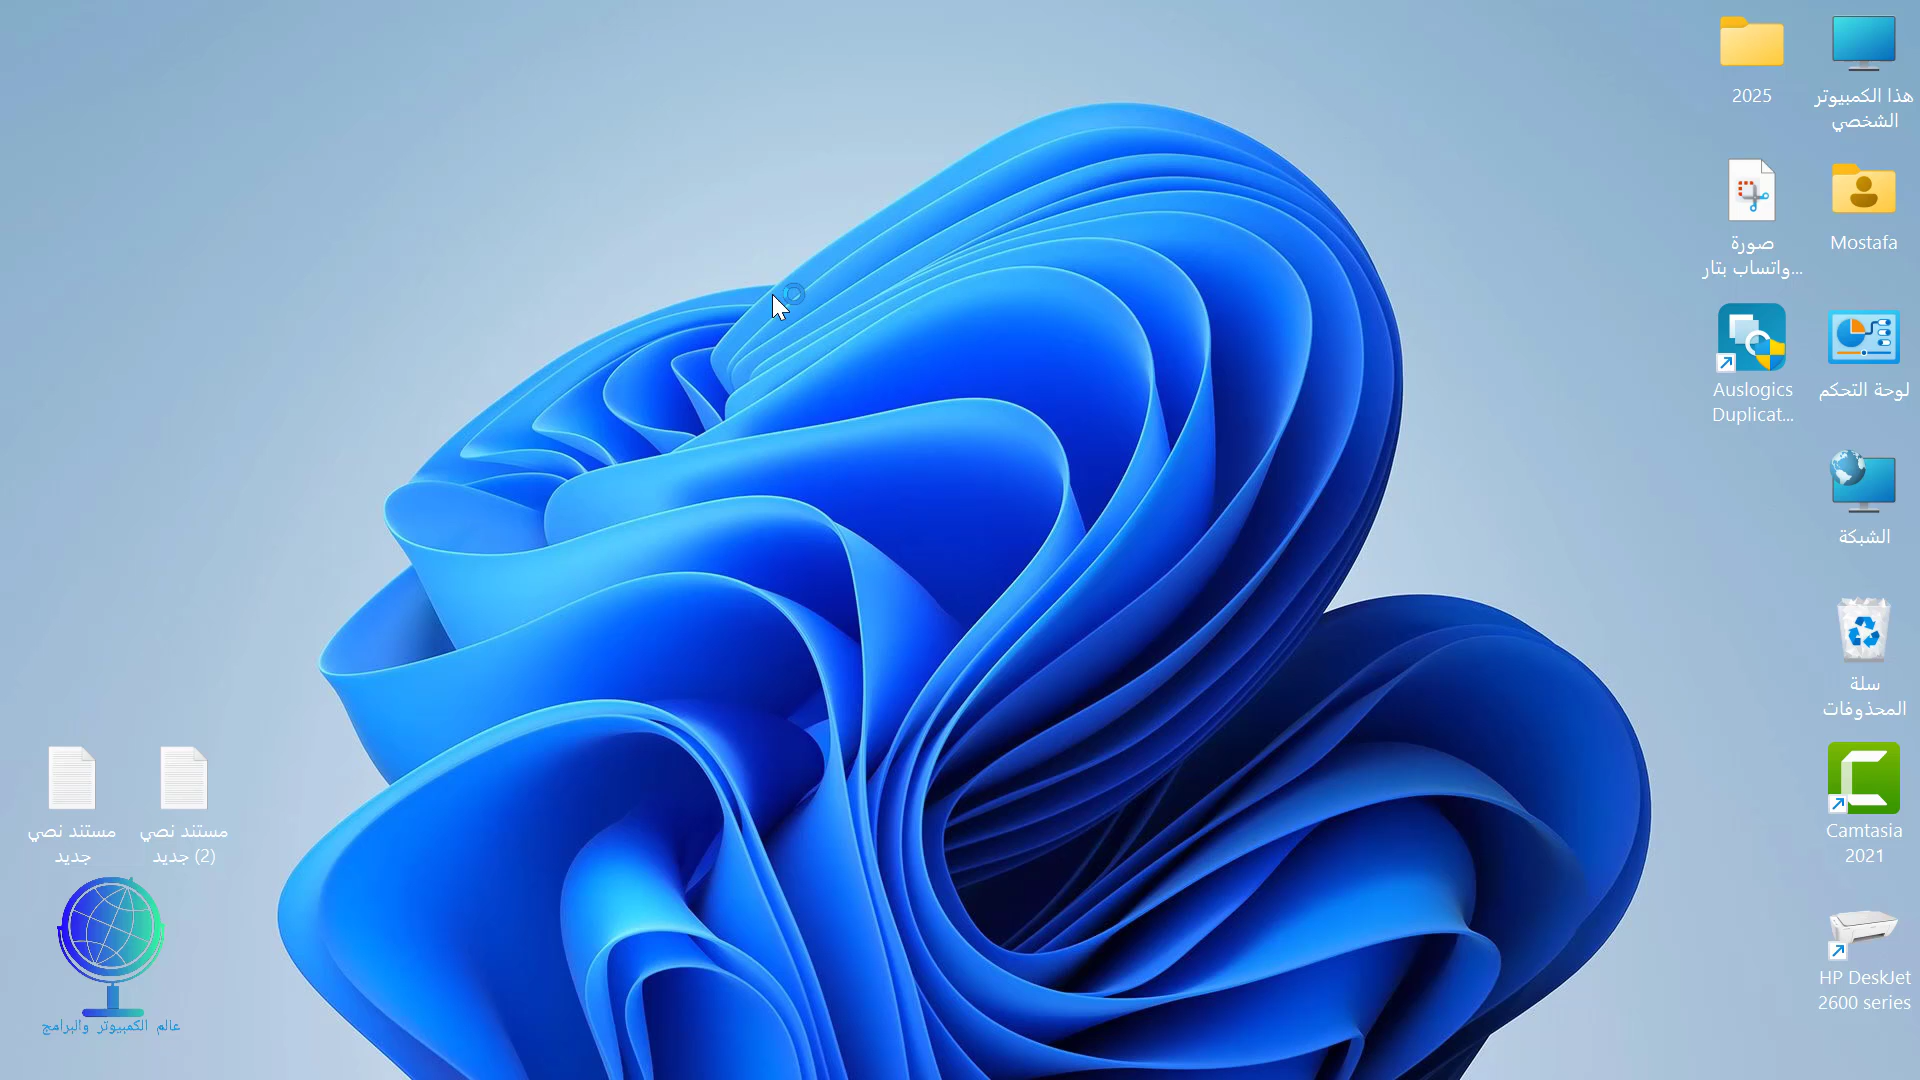 هذا الكمبيوتر
الشخصي
2025
Mostafa
صورة
واتساب بتار...
لوحة التحكم
Auslogics
Duplicat...
الشبكة
سلة
المحذوفات
Camtasia
2021
HP DeskJet
2600 series
مستند نصي
جديد (2)
مستند نصي
جديد
عالم الكمبيوتر والبرامج